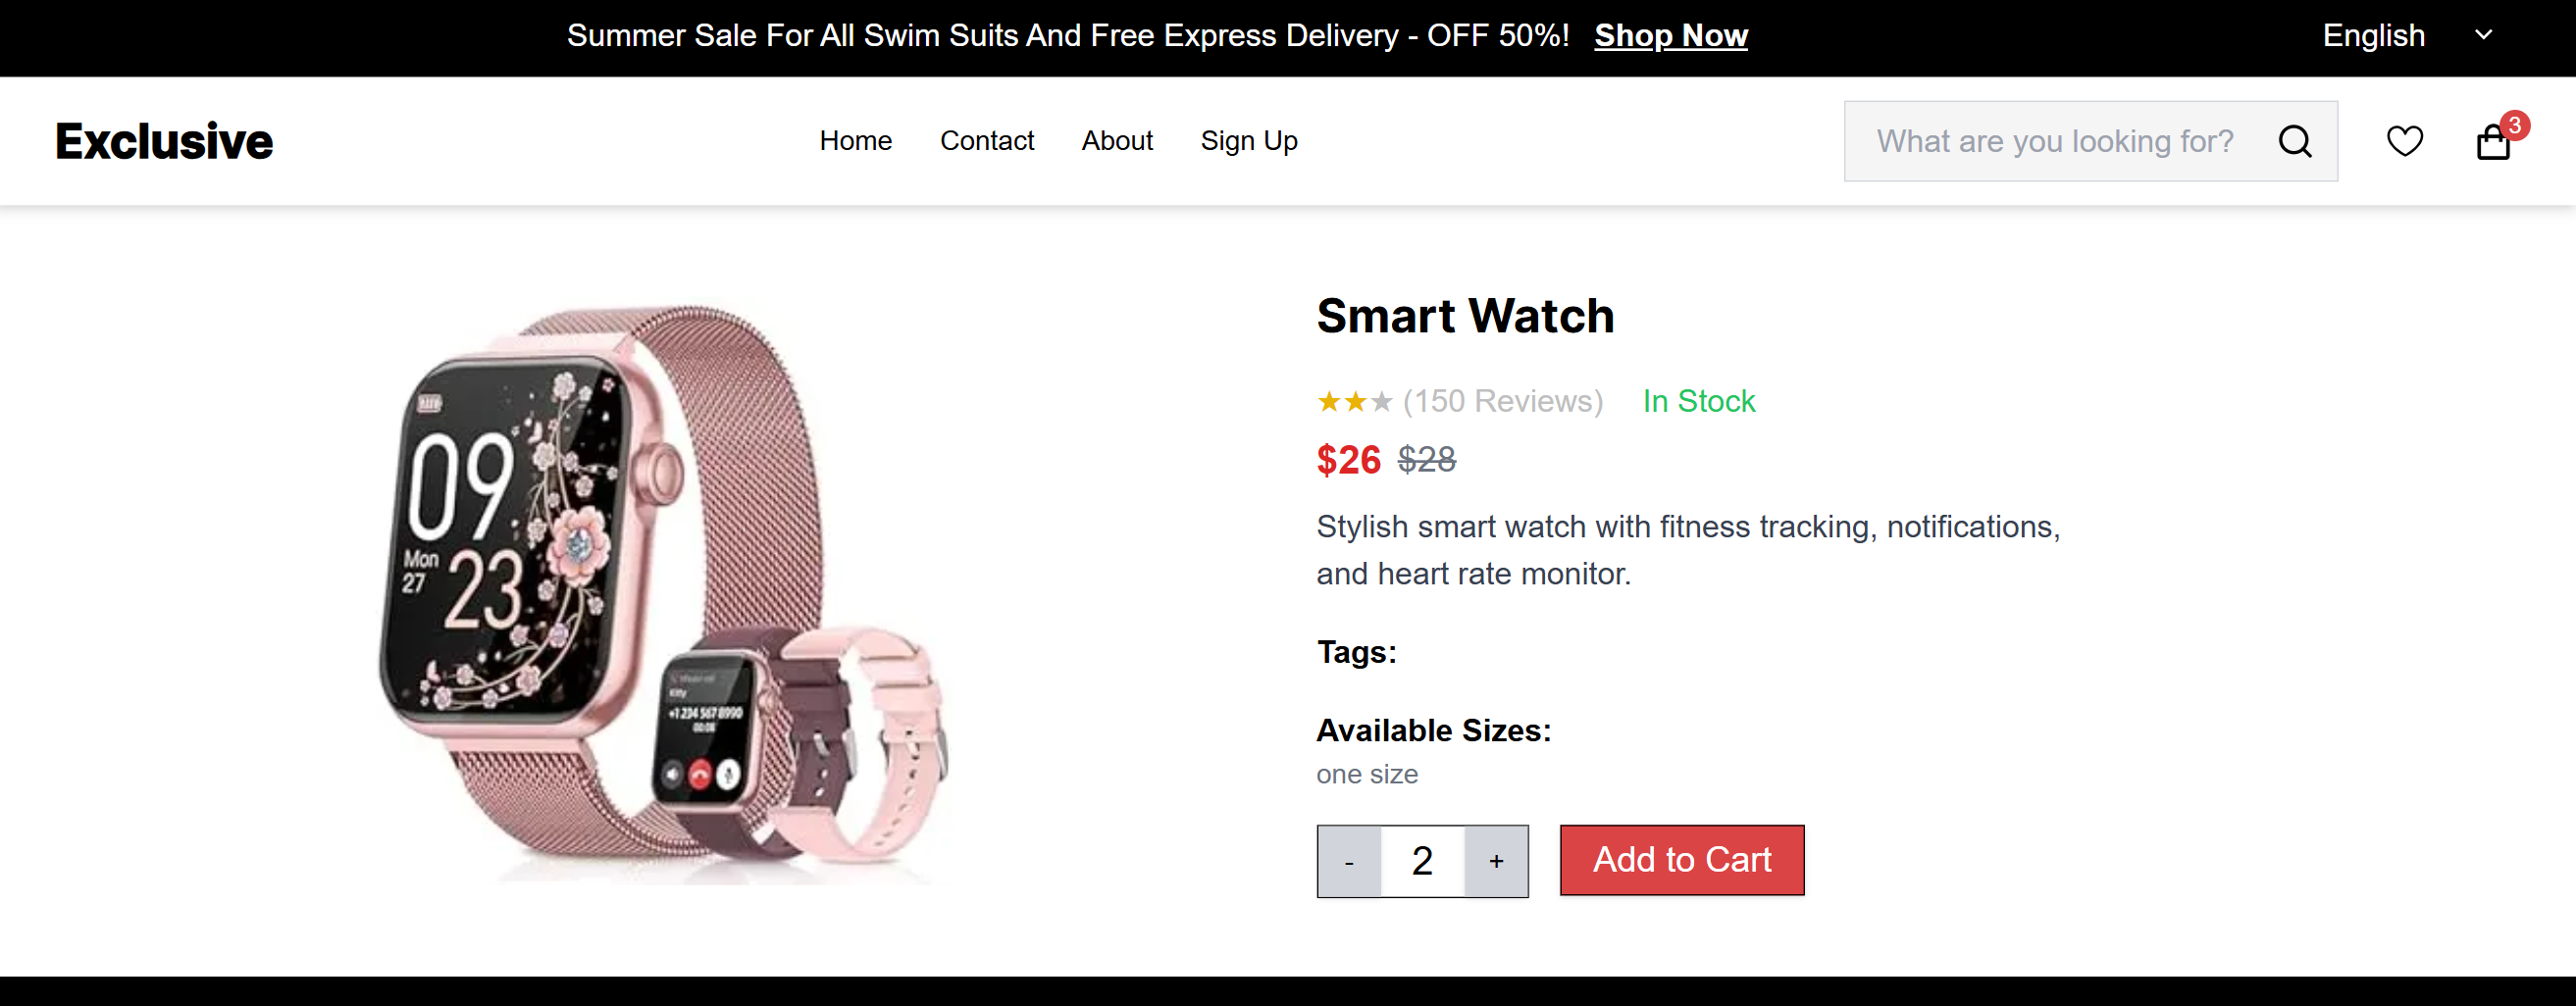 Summer Sale For All Swim Suits And Free Express Delivery - OFF 50%! Shop Now
English
Exclusive
Home
Contact
About
Sign Up
What are you looking for?
3
09
Mon
27
23
Kitty
+1 234 567 8990
00:08
Smart Watch
★★★ (150 Reviews) In Stock
$26 $28
Stylish smart watch with fitness tracking, notifications,
and heart rate monitor.
Tags:
Available Sizes:
one size
- 2 +
Add to Cart